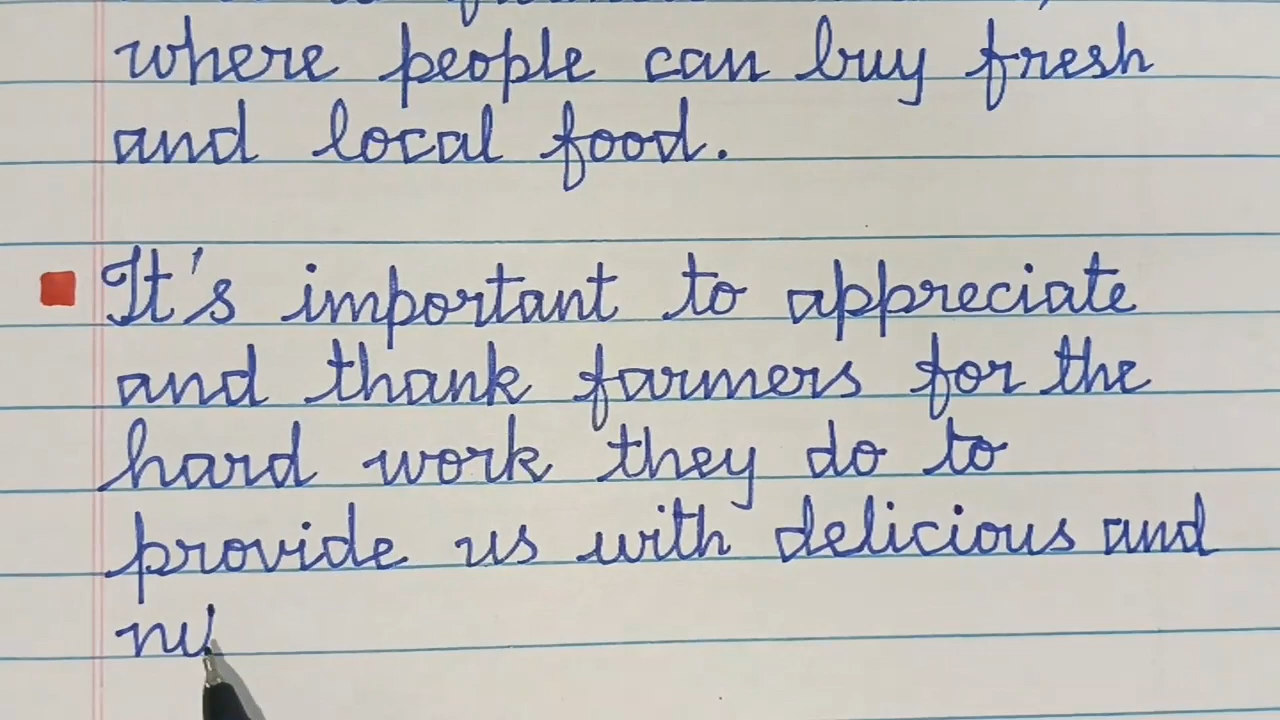 where people can buy fresh
and local food.
It's important to appreciate
and thank farmers for the
hard work they do to
provide us with delicious and